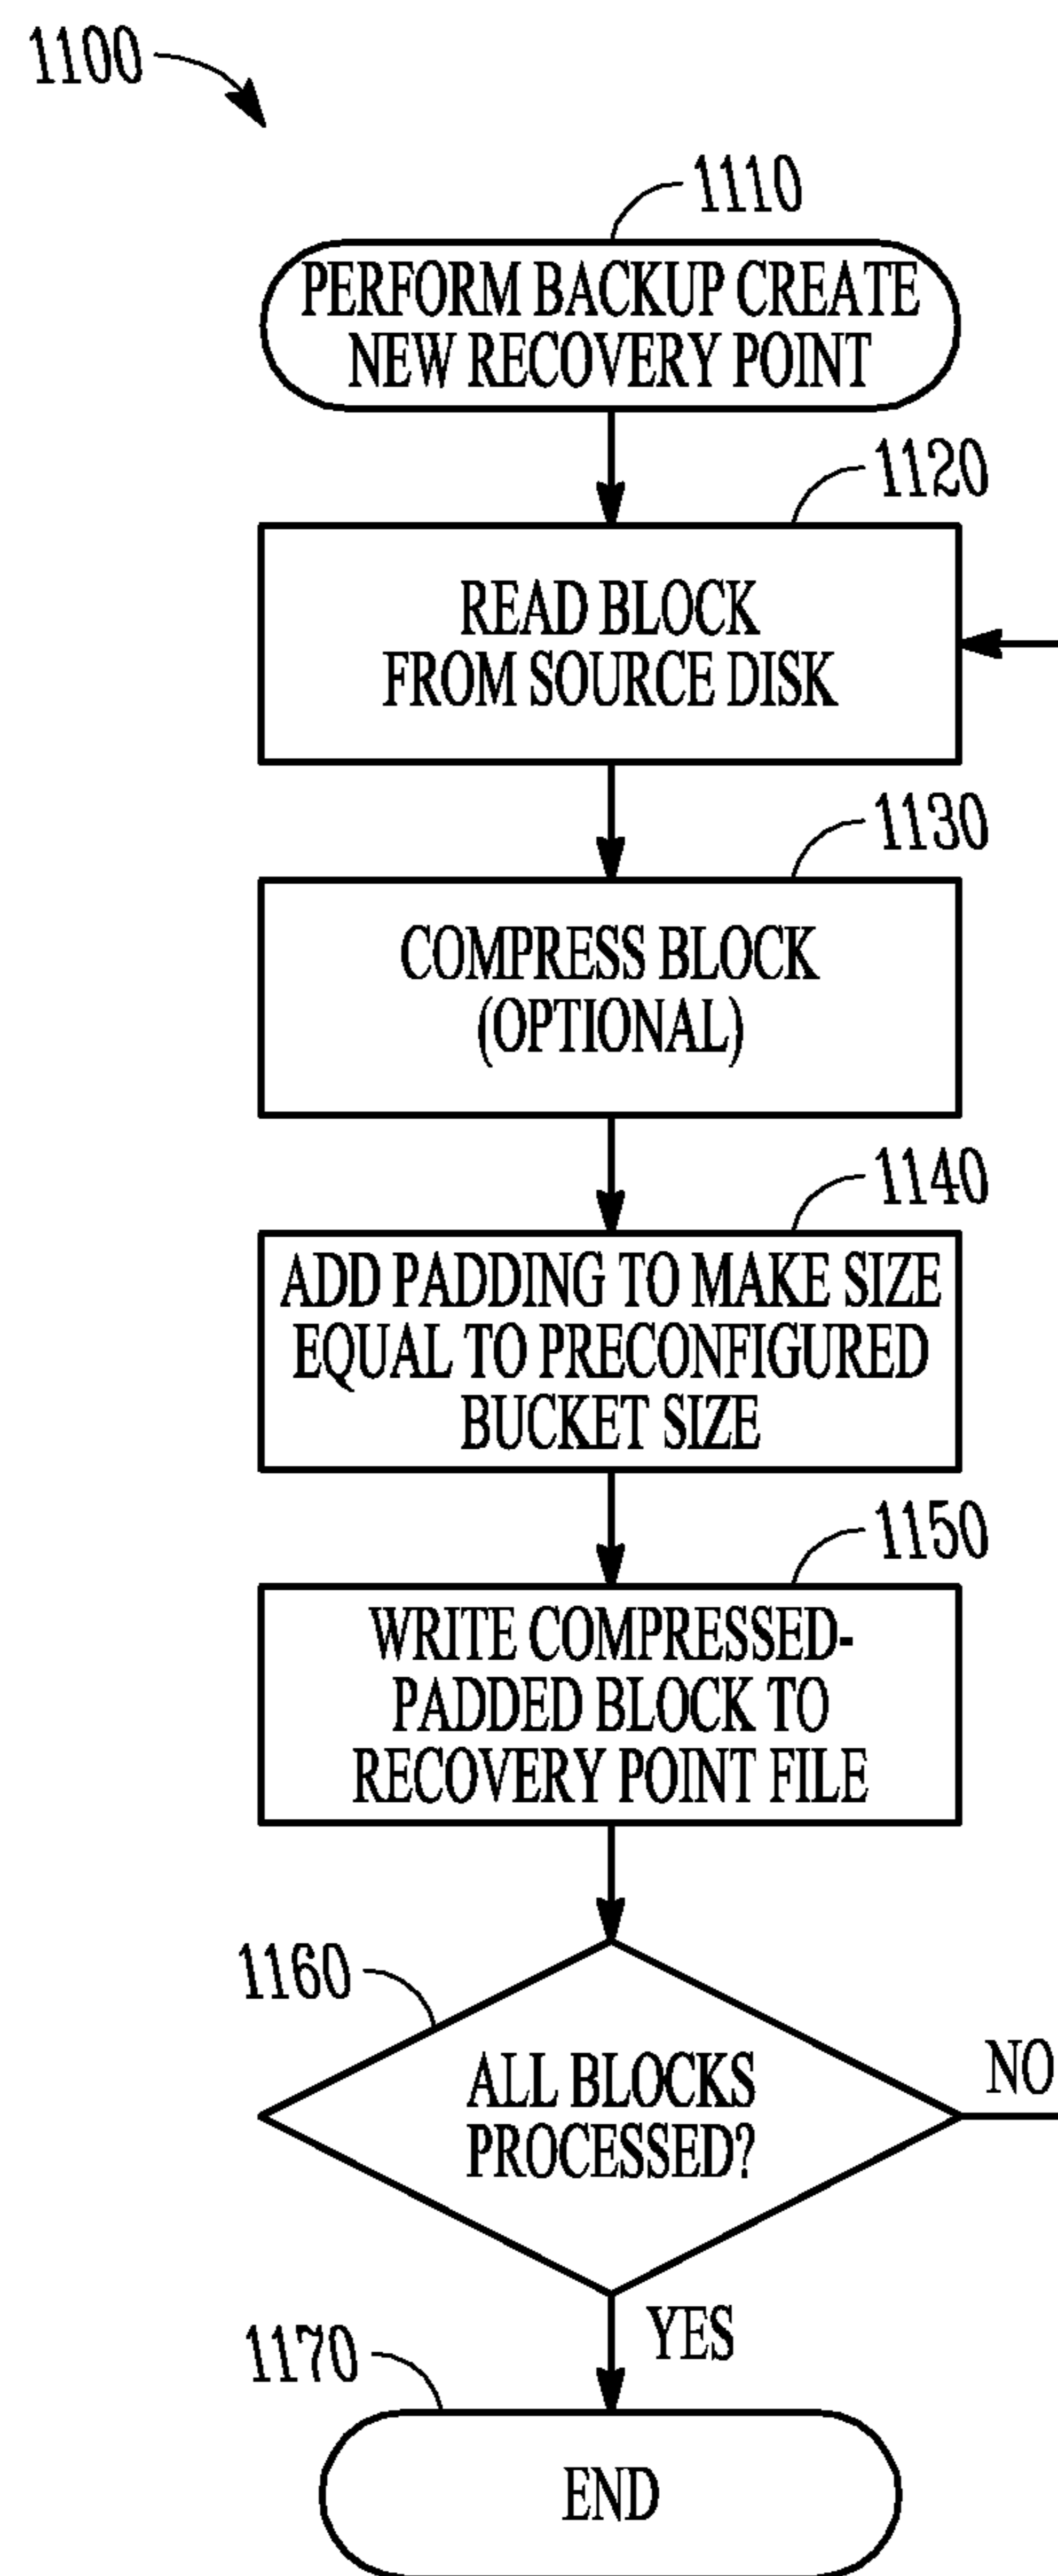 1100
1110
PERFORM BACKUP CREATE
NEW RECOVERY POINT
1120
READ BLOCK
FROM SOURCE DISK
1130
COMPRESS BLOCK
(OPTIONAL)
1140
ADD PADDING TO MAKE SIZE
EQUAL TO PRECONFIGURED
BUCKET SIZE
1150
WRITE COMPRESSED-
PADDED BLOCK TO
RECOVERY POINT FILE
1160
ALL BLOCKS
PROCESSED?
NO
YES
1170
END